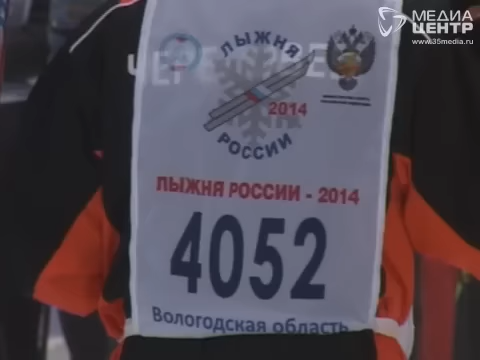 МЕДИА
ЦЕНТР
www.35media.ru
ЛЫЖНЯ
2014
РОССИИ
ЛЫЖНЯ РОССИИ - 2014
4052
Вологодская область